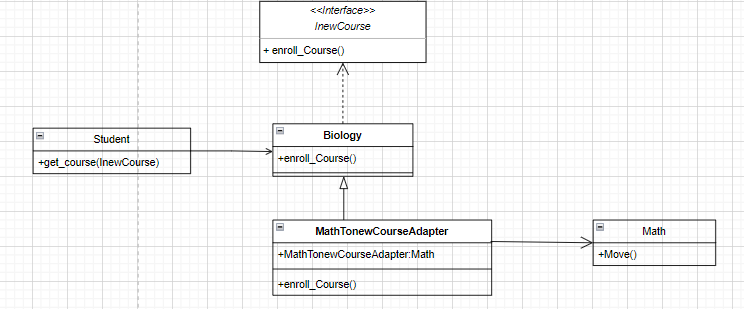 <<Interface>>
InewCourse
+ enroll_Course()
Student
+get_course(InewCourse)
Biology
+enroll_Course()
MathTonewCourseAdapter
+MathTonewCourseAdapter:Math
+enroll_Course()
Math
+Move()